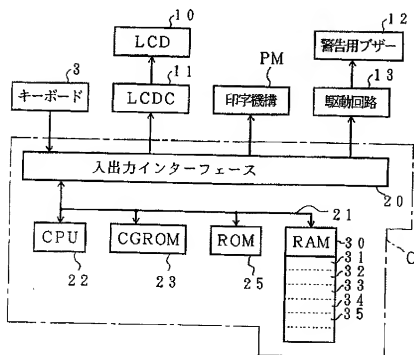 10
12
LCD
警告用ブザー
3
11
PM
13
キーボード
LCDC
印字機構
駆動回路
入出力インターフェース
20
21
CPU
CGROM
ROM
RAM
30
31
32
33
34
35
22
23
25
C